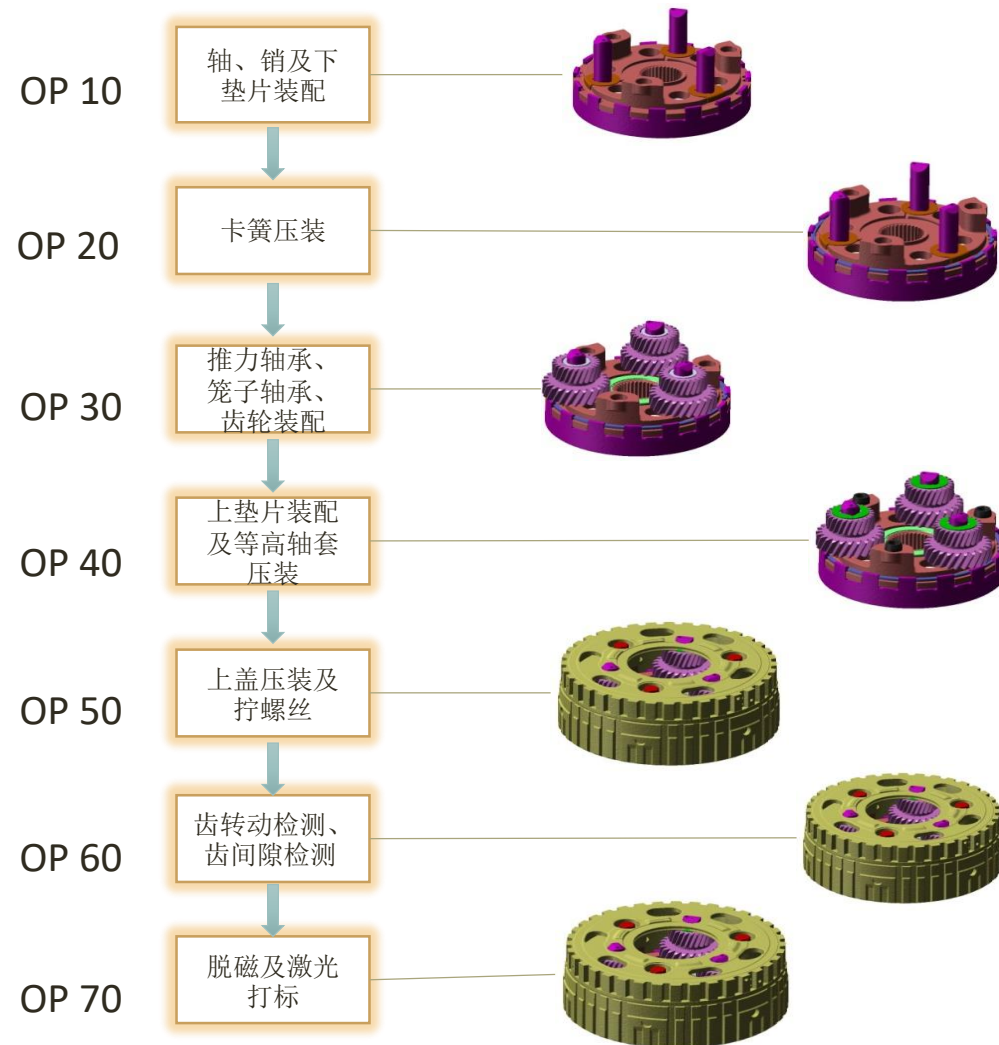 OP 10
轴、销及下
垫片装配
OP 20
卡簧压装
OP 30
推力轴承、
笼子轴承、
齿轮装配
OP 40
上垫片装配
及等高轴套
压装
OP 50
上盖压装及
拧螺丝
OP 60
齿转动检测、
齿间隙检测
OP 70
脱磁及激光
打标